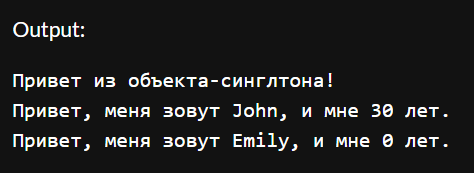 Output:
Привет из объекта-синглтона!
Привет, меня зовут John, и мне 30 лет.
Привет, меня зовут Emily, и мне 0 лет.